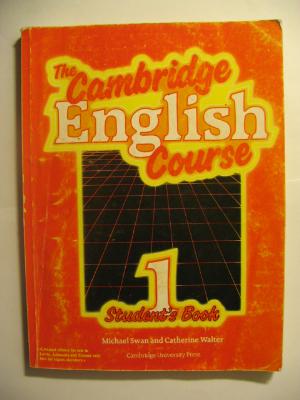 The
Cambridge
English
Course
1
Student's Book
Michael Swan and Catherine Walter
Cambridge University Press